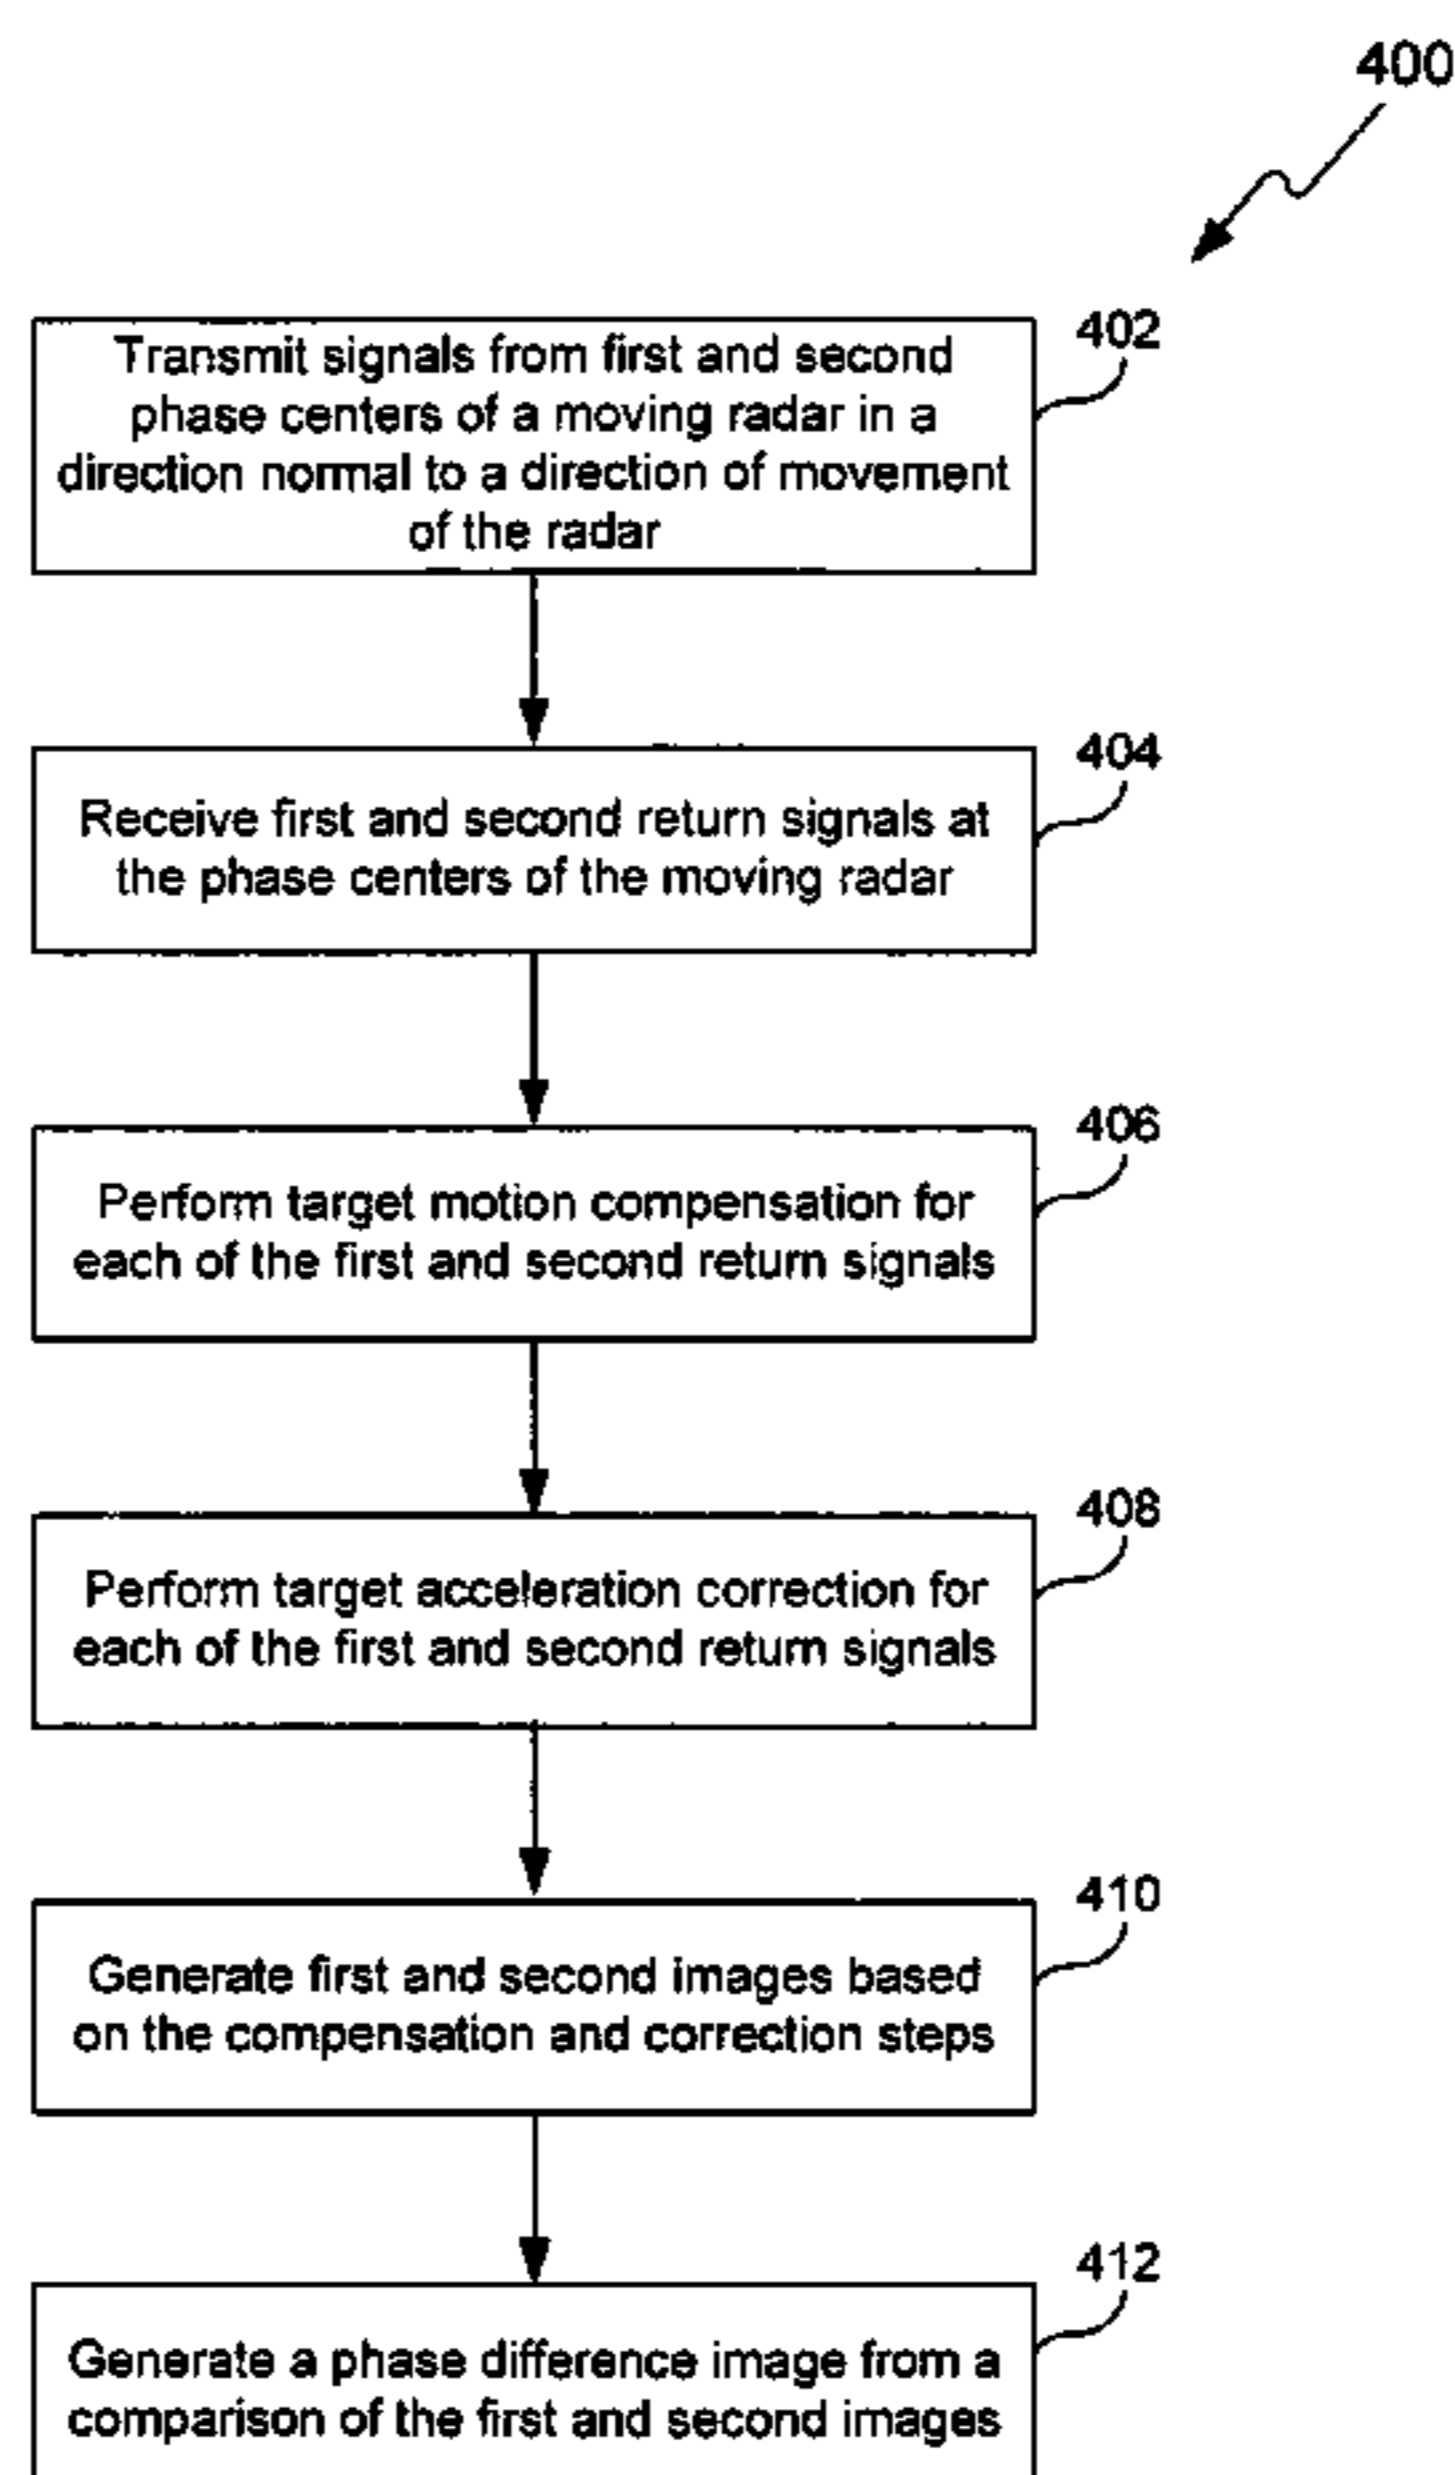 400
402
Transmit signals from first and second
phase centers of a moving radar in a
direction normal to a direction of movement
of the radar
404
Receive first and second return signals at
the phase centers of the moving radar
406
Perform target motion compensation for
each of the first and second return signals
408
Perform target acceleration correction for
each of the first and second return signals
410
Generate first and second images based
on the compensation and correction steps
412
Generate a phase difference image from a
comparison of the first and second images